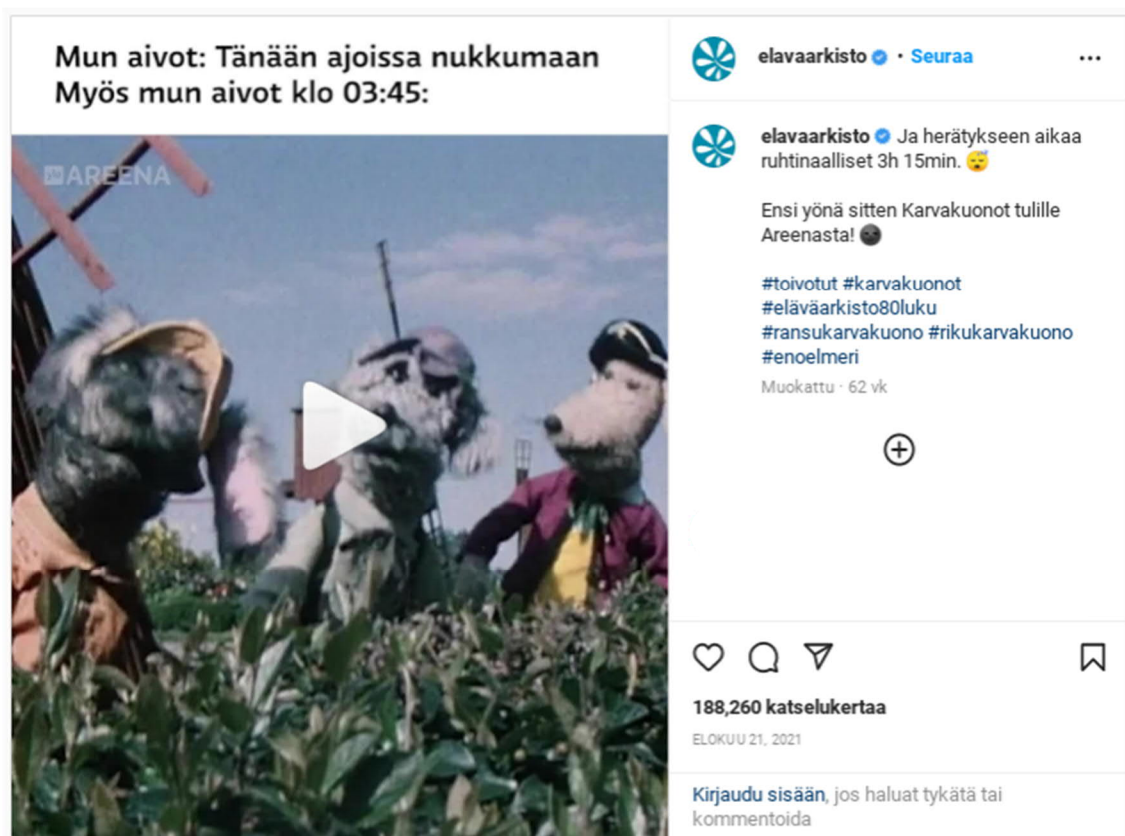 Mun aivot: Tänään ajoissa nukkumaan
Myös mun aivot klo 03:45:
yle AREENA
elavaarkisto • Seuraa
elavaarkisto Ja herätykseen aikaa
ruhtinaalliset 3h 15min. 😴
Ensi yönä sitten Karvakuonot tulille
Areenasta! 🌚
#toivotut #karvakuonot
#eläväarkisto80luku
#ransukarvakuono #rikukarvakuono
#enoelmeri
Muokattu · 62 vk
188,260 katselukertaa
ELOKUU 21, 2021
Kirjaudu sisään, jos haluat tykätä tai
kommentoida